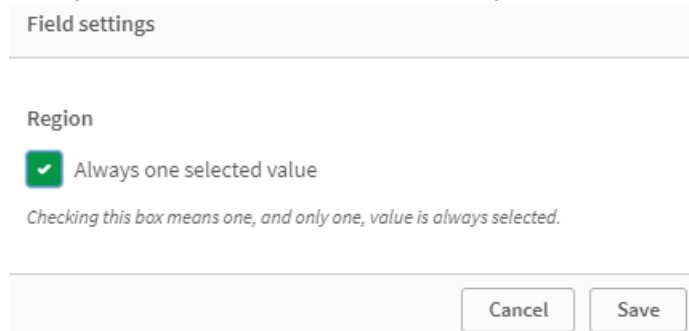 Field settings
Region
Always one selected value
Checking this box means one, and only one, value is always selected.
Cancel Save